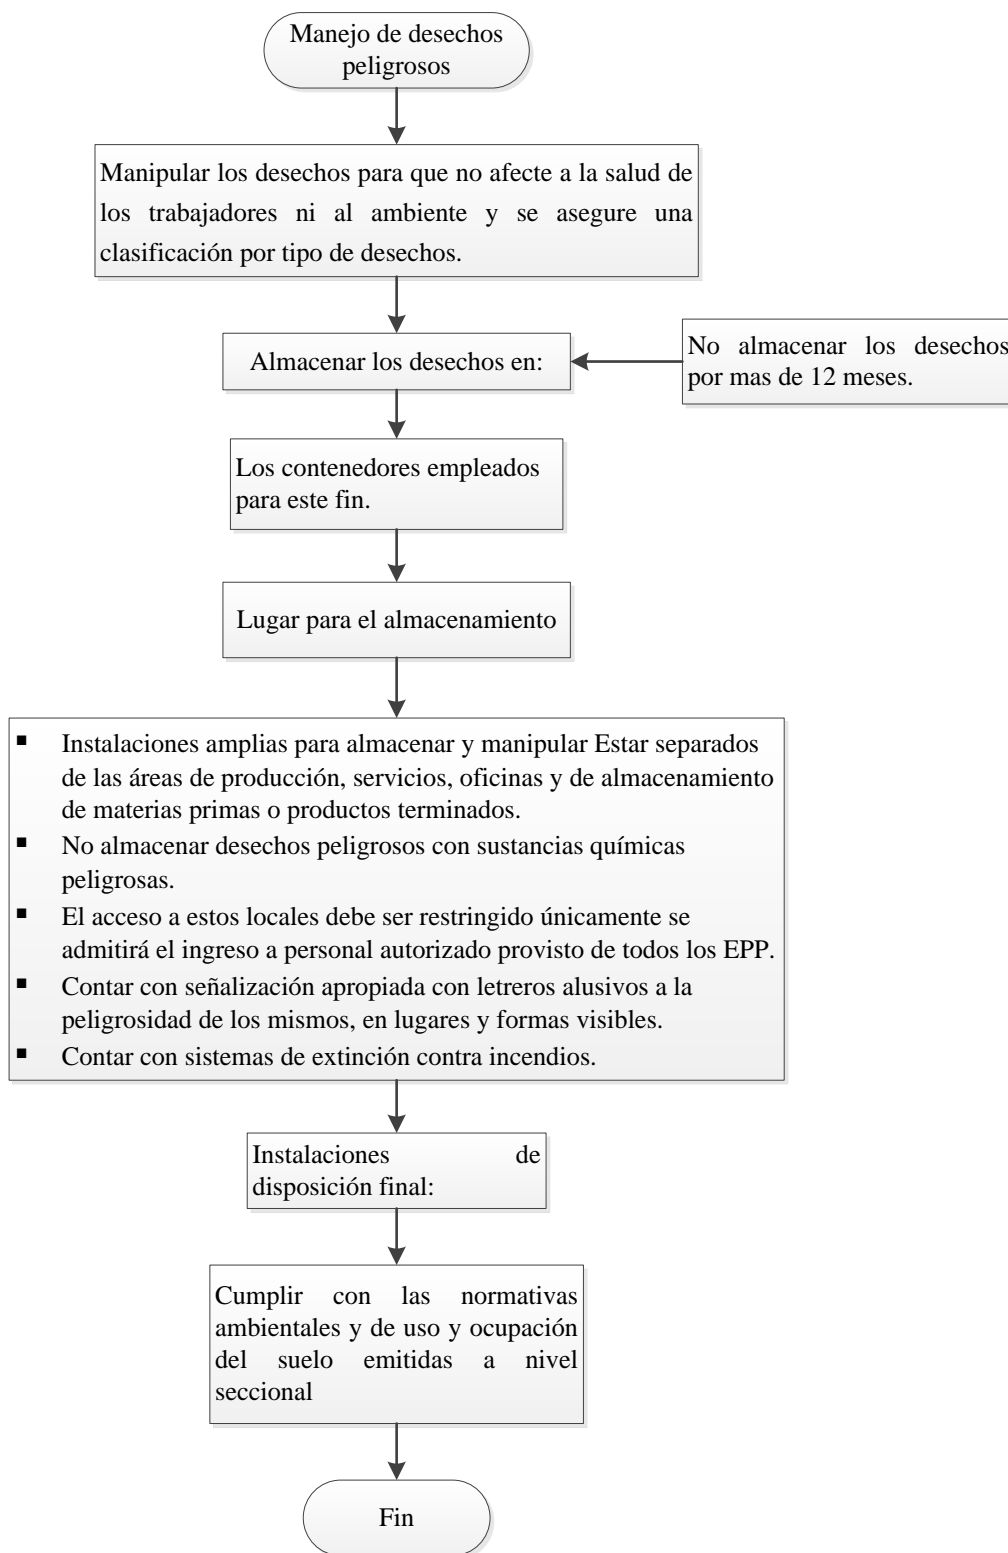 Manejo de desechos
peligrosos
Manipular los desechos para que no afecte a la salud de
los trabajadores ni al ambiente y se asegure una
clasificación por tipo de desechos.
Almacenar los desechos en:
No almacenar los desechos
por mas de 12 meses.
Los contenedores empleados
para este fin.
Lugar para el almacenamiento
▪ Instalaciones amplias para almacenar y manipular Estar separados
de las áreas de producción, servicios, oficinas y de almacenamiento
de materias primas o productos terminados.
▪ No almacenar desechos peligrosos con sustancias químicas
peligrosas.
▪ El acceso a estos locales debe ser restringido únicamente se
admitirá el ingreso a personal autorizado provisto de todos los EPP.
▪ Contar con señalización apropiada con letreros alusivos a la
peligrosidad de los mismos, en lugares y formas visibles.
▪ Contar con sistemas de extinción contra incendios.
Instalaciones de
disposición final:
Cumplir con las normativas
ambientales y de uso y ocupación
del suelo emitidas a nivel
seccional
Fin